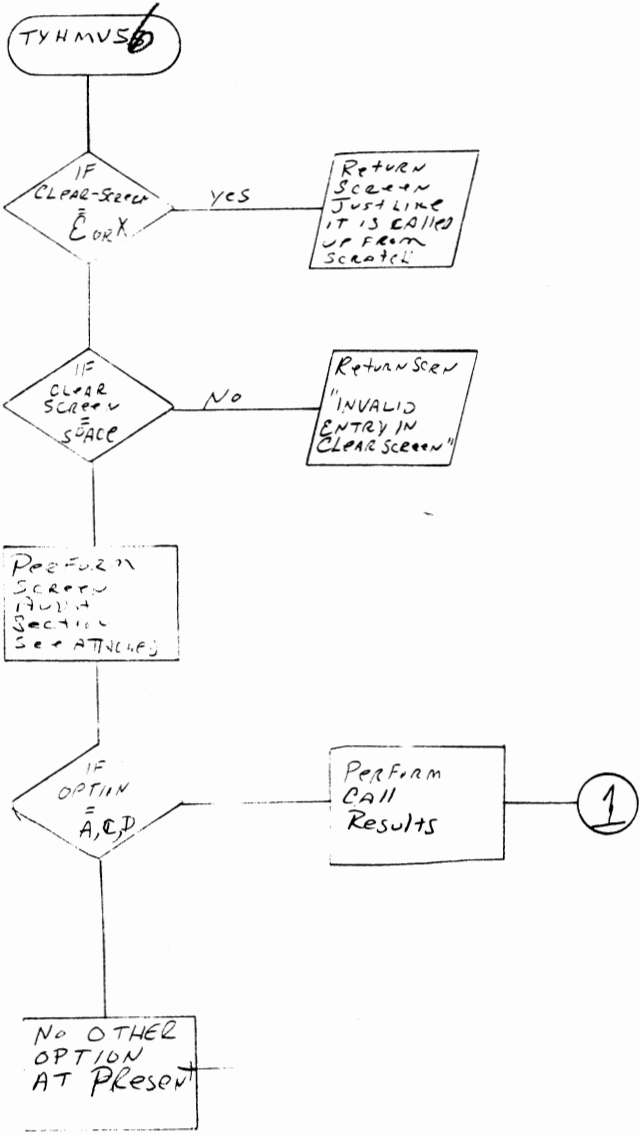 TYHMV5
IF
CLEAR-SCREEN
=
E OR X
YES
RETURN
SCREEN
JUST LIKE
IT IS CALLED
UP FROM
SCRATCH
IF
CLEAR
SCREEN
=
SPACE
NO
RETURN SCRN
"INVALID
ENTRY IN
CLEAR SCREEN"
PERFORM
SCREEN
AUDIT
SECTION
SEE ATTACHED
IF
OPTION
=
A,C,D
PERFORM
CALL
RESULTS
1
NO OTHER
OPTION
AT PRESENT